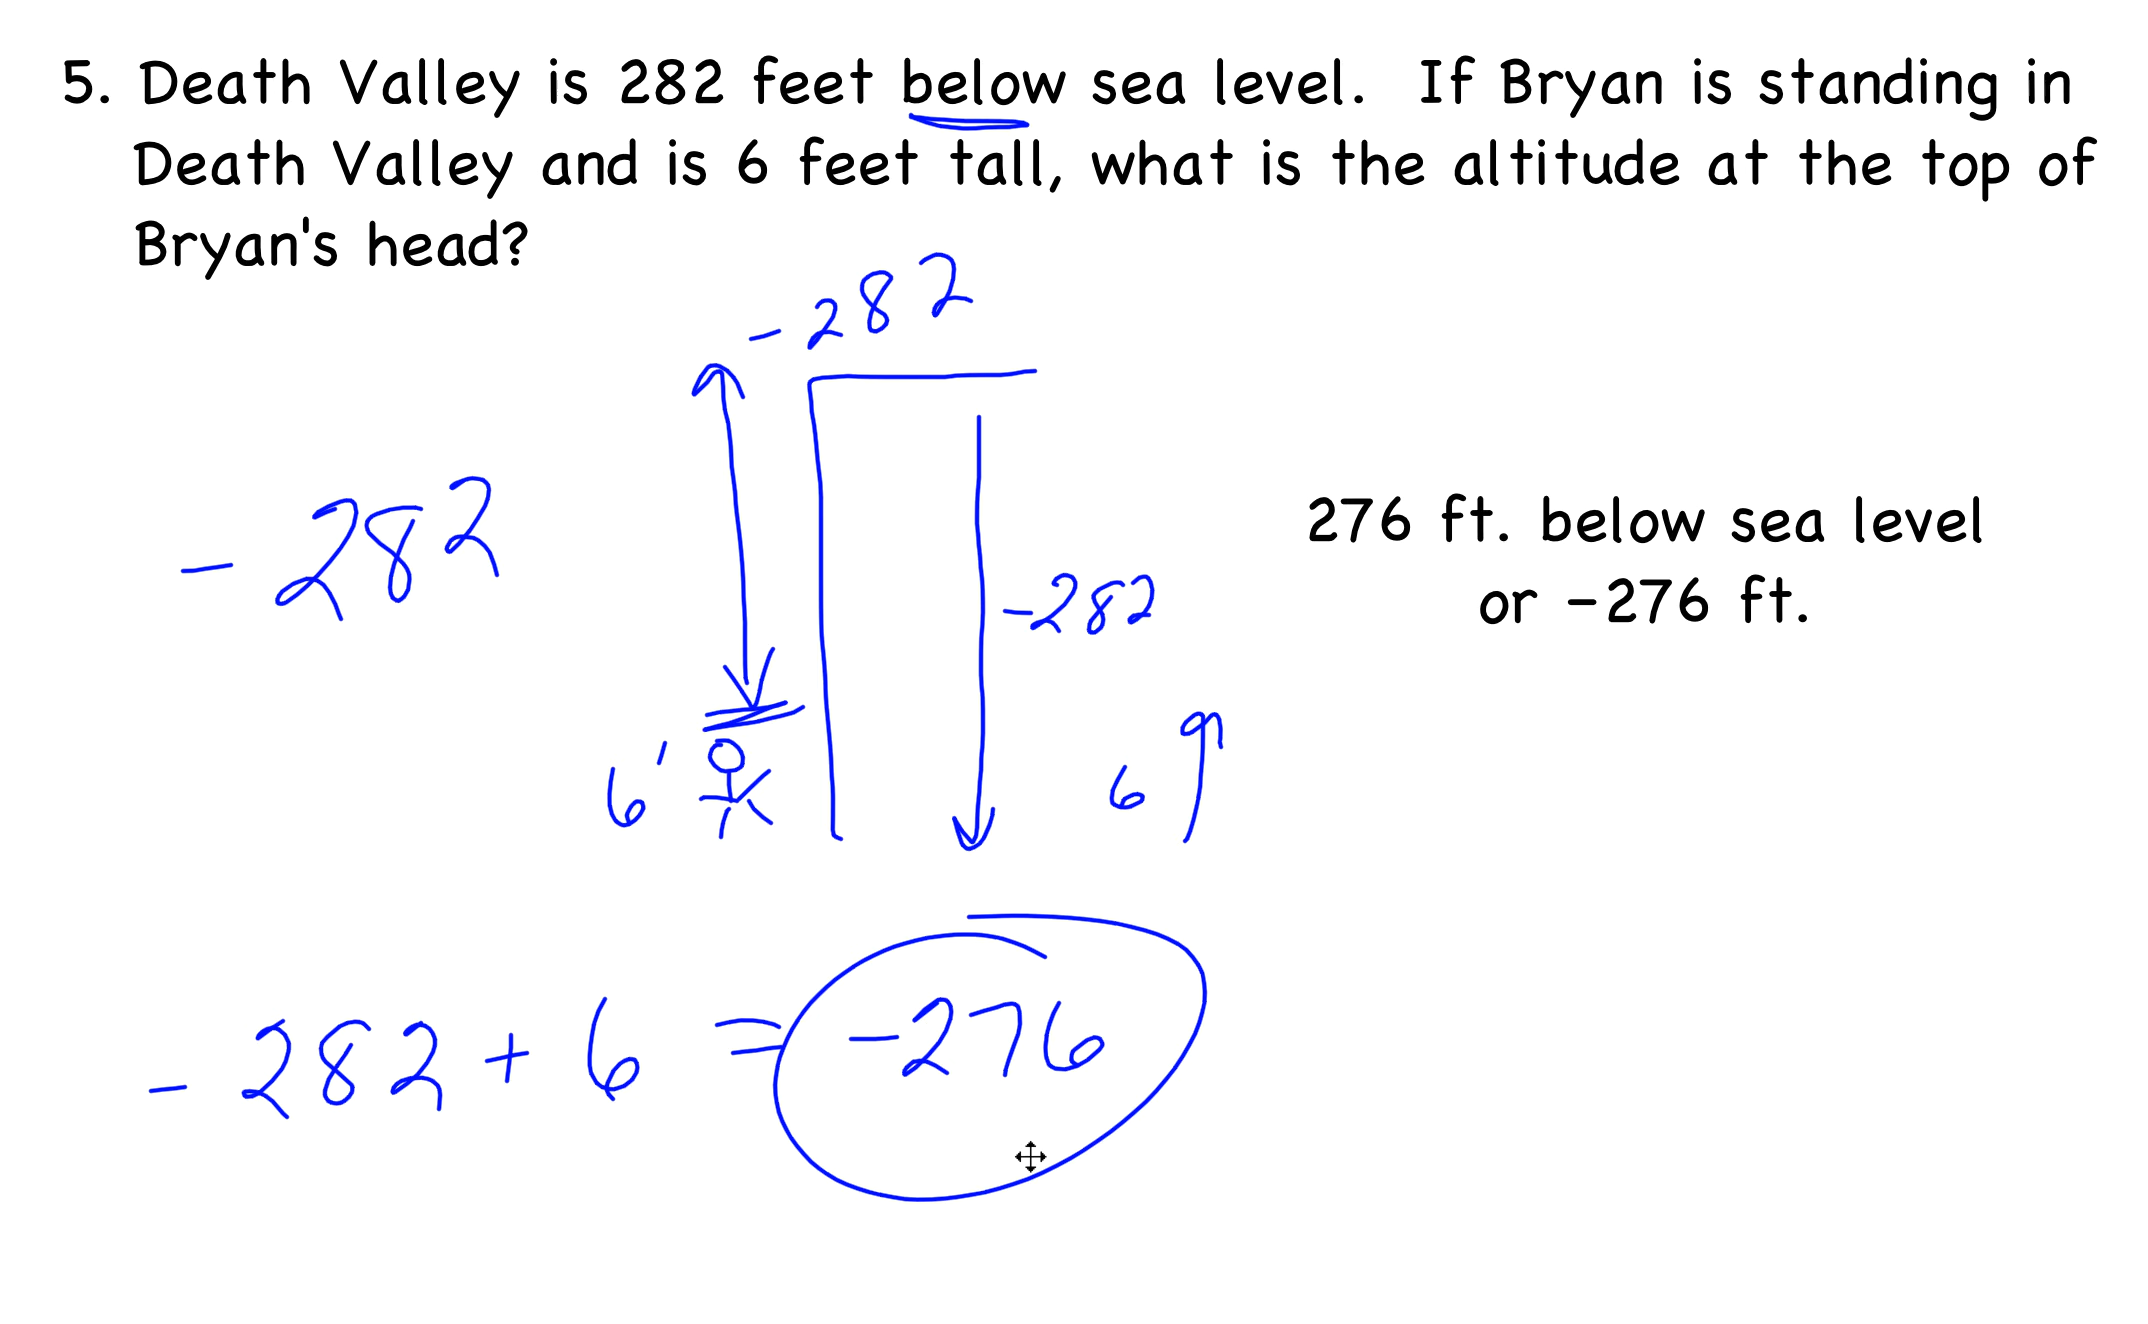 5. Death Valley is 282 feet below sea level. If Bryan is standing in
Death Valley and is 6 feet tall, what is the altitude at the top of
Bryan's head?
-282
-282
276 ft. below sea level
or -276 ft.
-282
6'
6
-282 + 6 = -276